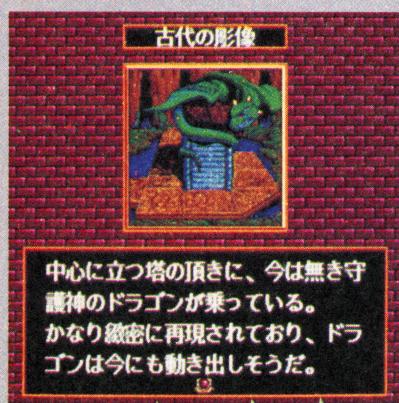 古代の彫像
中心に立つ塔の頂きに、今は無き守
護神のドラゴンが乗っている。
かなり緻密に再現されており、ドラ
ゴンは今にも動き出しそうだ。